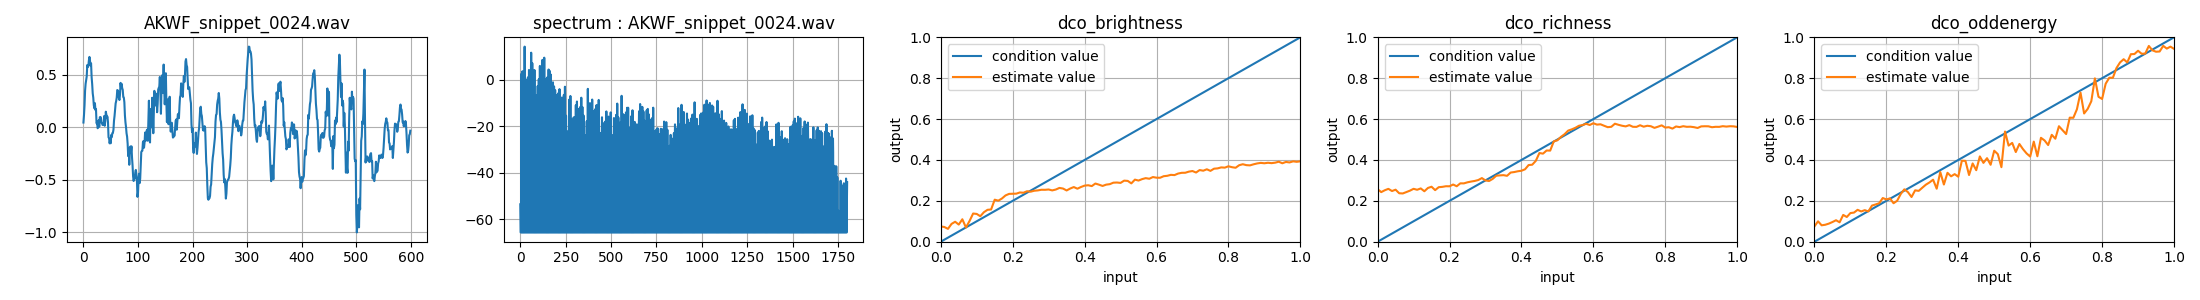 AKWF_snippet_0024.wav
0.5
0.0
−0.5
−1.0
0 100 200 300 400 500 600
spectrum : AKWF_snippet_0024.wav
0
−20
−40
−60
0 250 500 750 1000 1250 1500 1750
dco_brightness
condition value
estimate value
output
1.0
0.8
0.6
0.4
0.2
0.0
0.0 0.2 0.4 0.6 0.8 1.0
input
dco_richness
condition value
estimate value
output
1.0
0.8
0.6
0.4
0.2
0.0
0.0 0.2 0.4 0.6 0.8 1.0
input
dco_oddenergy
condition value
estimate value
output
1.0
0.8
0.6
0.4
0.2
0.0
0.0 0.2 0.4 0.6 0.8 1.0
input